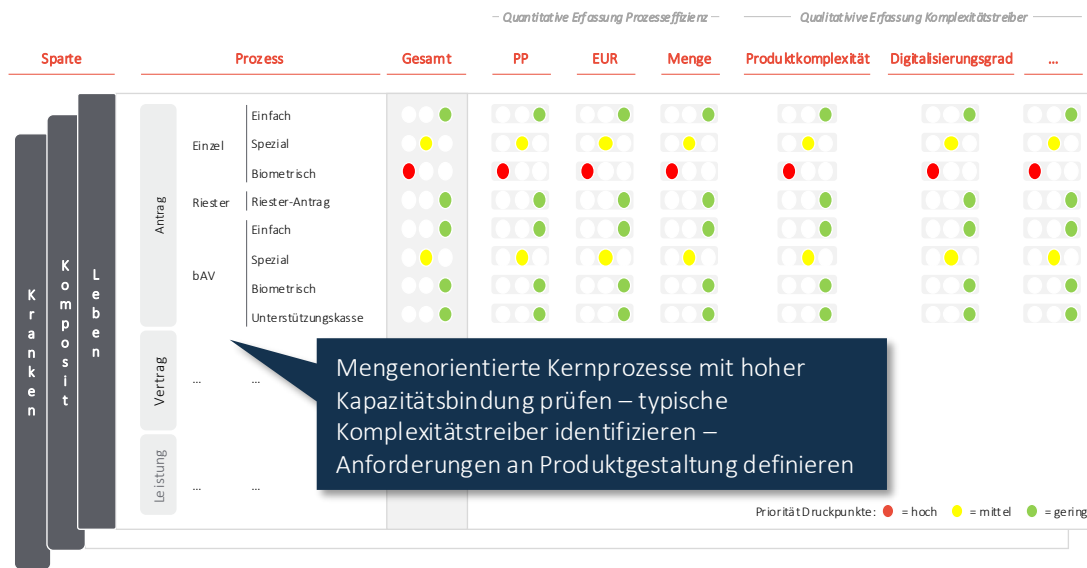 Quantitative Erfassung Prozesseffizienz
Qualitativive Erfassung Komplexitätstreiber
Sparte Prozess Gesamt PP EUR Menge Produktkomplexität Digitalisierungsgrad ...
Kranken
Komposit
Leben
Antrag
Einzel
Einfach
Spezial
Biometrisch
Riester Riester-Antrag
bAV
Einfach
Spezial
Biometrisch
Unterstützungskasse
Vertrag
... ...
Leistung
... ...
Mengenorientierte Kernprozesse mit hoher
Kapazitätsbindung prüfen – typische
Komplexitätstreiber identifizieren –
Anforderungen an Produktgestaltung definieren
Priorität Druckpunkte: = hoch = mittel = gering